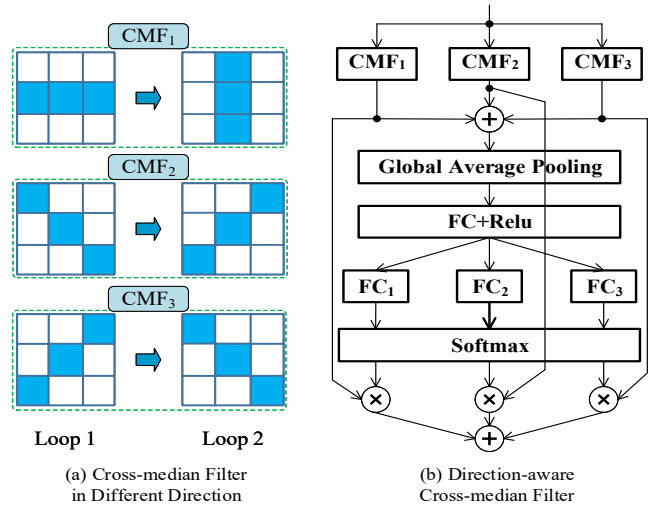 CMF1
CMF2
CMF3
Loop 1
Loop 2
(a) Cross-median Filter
in Different Direction
CMF1
CMF2
CMF3
+
Global Average Pooling
FC+Relu
FC1
FC2
FC3
Softmax
× × ×
+
(b) Direction-aware
Cross-median Filter